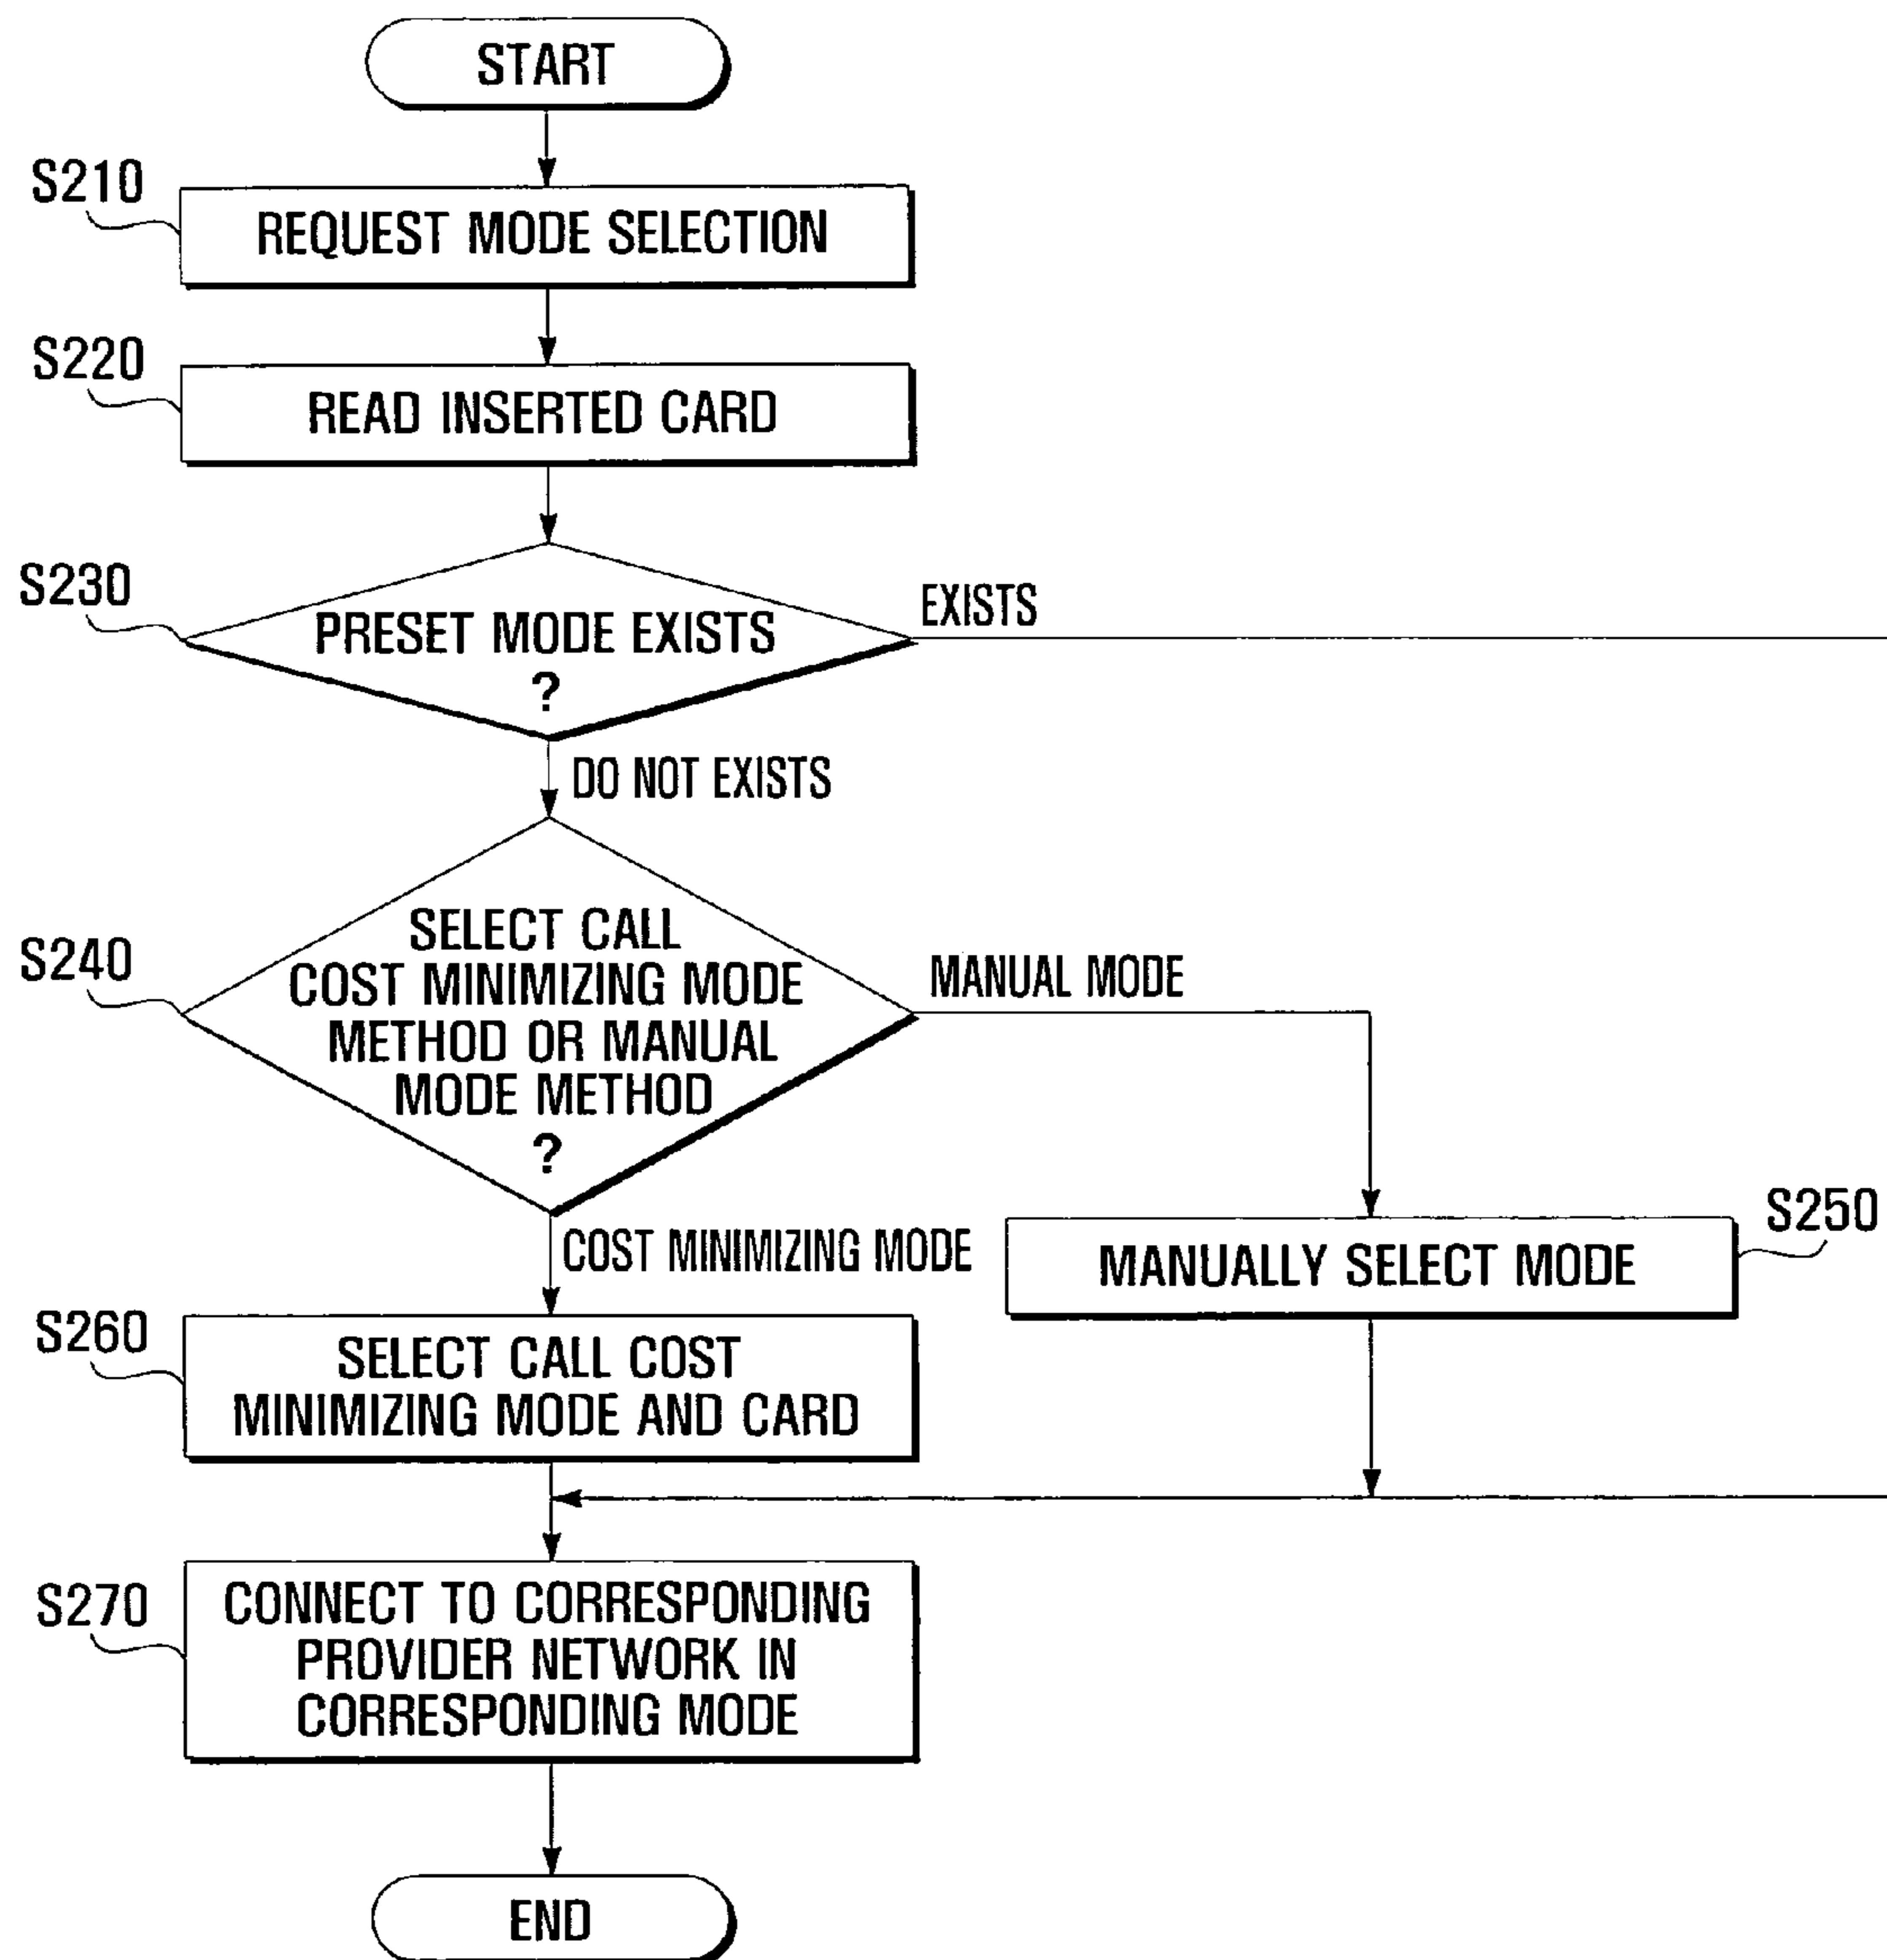 START
S210
REQUEST MODE SELECTION
S220
READ INSERTED CARD
S230
PRESET MODE EXISTS
?
EXISTS
DO NOT EXISTS
S240
SELECT CALL
COST MINIMIZING MODE
METHOD OR MANUAL
MODE METHOD
?
MANUAL MODE
COST MINIMIZING MODE
S250
MANUALLY SELECT MODE
S260
SELECT CALL COST
MINIMIZING MODE AND CARD
S270
CONNECT TO CORRESPONDING
PROVIDER NETWORK IN
CORRESPONDING MODE
END